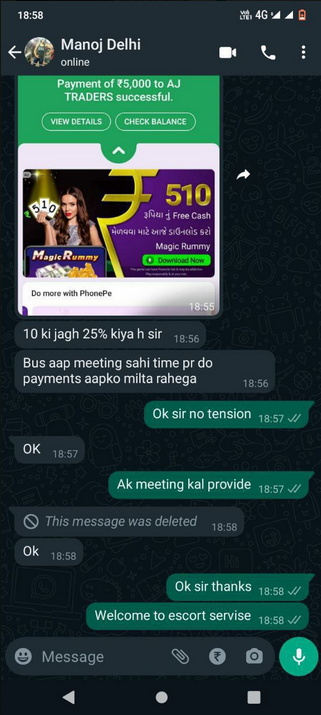 18:58
4G
Manoj Delhi
online
Payment of ₹5,000 to AJ
TRADERS successful.
VIEW DETAILS
CHECK BALANCE
510
રૂપિયા નું Free Cash
મેળવવા માટે આજે ડાઉનલોડ કરો
Magic Rummy
Download Now
5 1 0
Magic Rummy
Do more with PhonePe
18:55
10 ki jagh 25% kiya h sir 18:56
Bus aap meeting sahi time pr do
payments aapko milta rahega 18:56
Ok sir no tension 18:57
OK 18:57
Ak meeting kal provide 18:57
This message was deleted 18:58
Ok 18:58
Ok sir thanks 18:58
Welcome to escort servise 18:58
Message